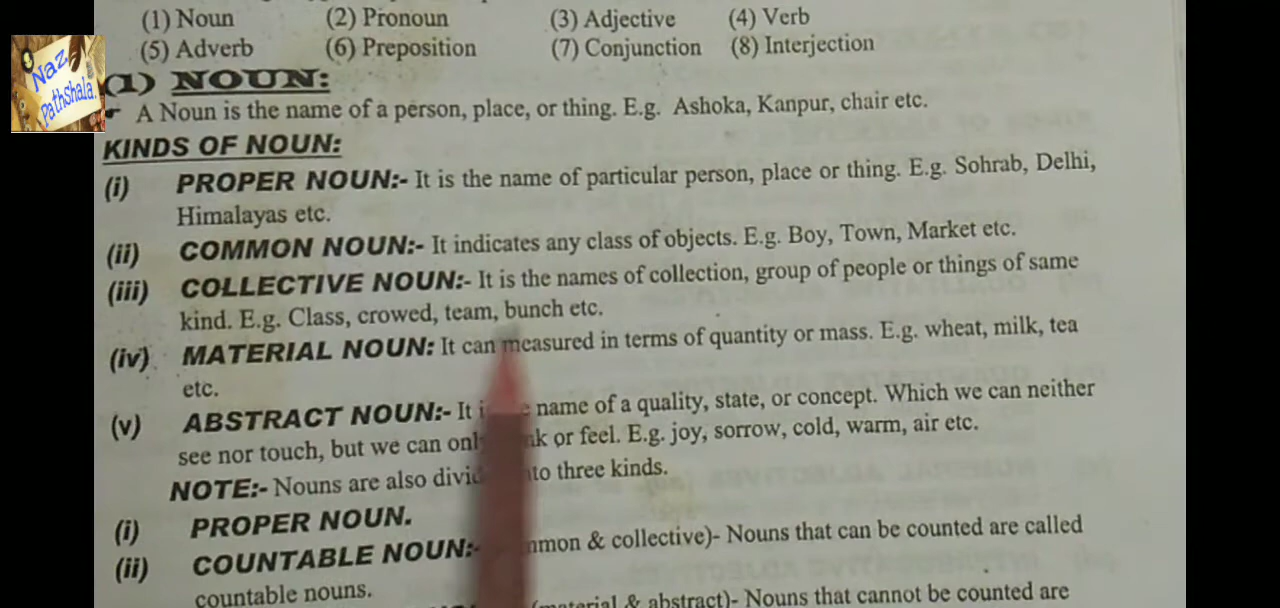 (1) Noun (2) Pronoun (3) Adjective (4) Verb
(5) Adverb (6) Preposition (7) Conjunction (8) Interjection
Naz Pathshala
(1) NOUN:
A Noun is the name of a person, place, or thing. E.g. Ashoka, Kanpur, chair etc.
KINDS OF NOUN:
(i) PROPER NOUN:- It is the name of particular person, place or thing. E.g. Sohrab, Delhi,
Himalayas etc.
(ii) COMMON NOUN:- It indicates any class of objects. E.g. Boy, Town, Market etc.
(iii) COLLECTIVE NOUN:- It is the names of collection, group of people or things of same
kind. E.g. Class, crowed, team, bunch etc.
(iv) MATERIAL NOUN: It can measured in terms of quantity or mass. E.g. wheat, milk, tea
etc.
(v) ABSTRACT NOUN:- It name of a quality, state, or concept. Which we can neither
see nor touch, but we can or feel. E.g. joy, sorrow, cold, warm, air etc.
NOTE:- Nouns are also three kinds.
(i) PROPER NOUN.
(ii) COUNTABLE NOUN:- & collective)- Nouns that can be counted are called
countable nouns.
(material & abstract)- Nouns that cannot be counted are